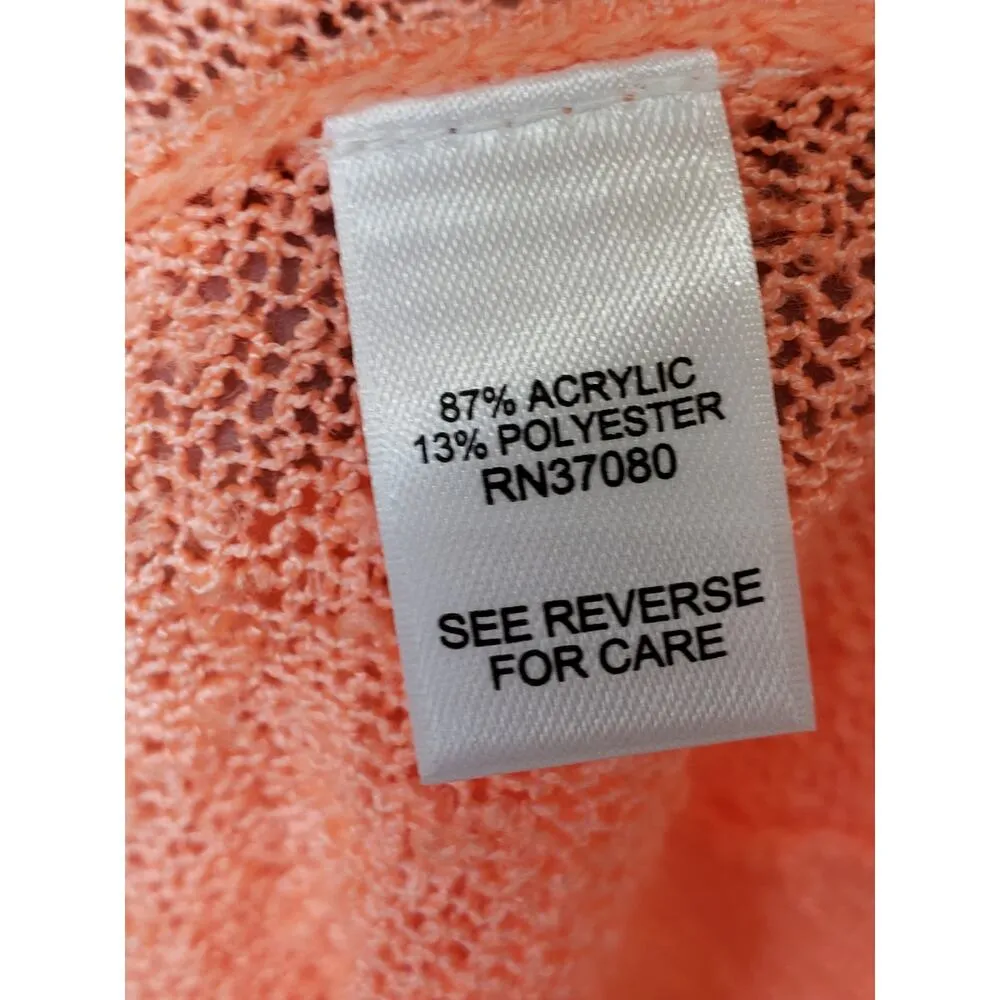 87% ACRYLIC
13% POLYESTER
RN37080
SEE REVERSE
FOR CARE